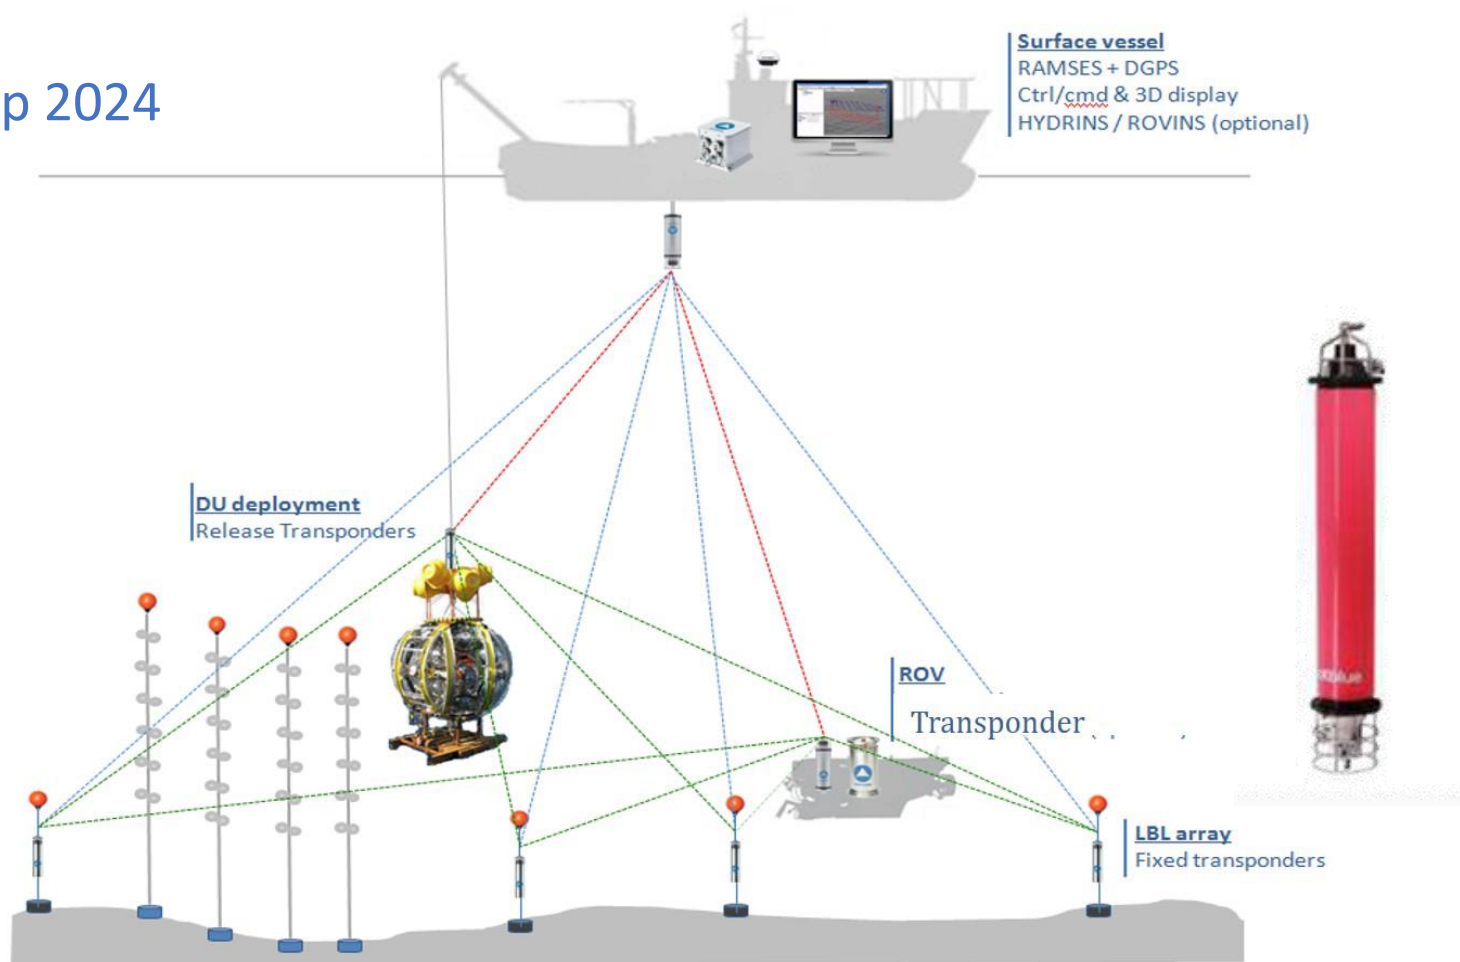 p 2024
Surface vessel
RAMSES + DGPS
Ctrl/cmd & 3D display
HYDRINS / ROVINS (optional)
DU deployment
Release Transponders
ROV
Transponder
LBL array
Fixed transponders